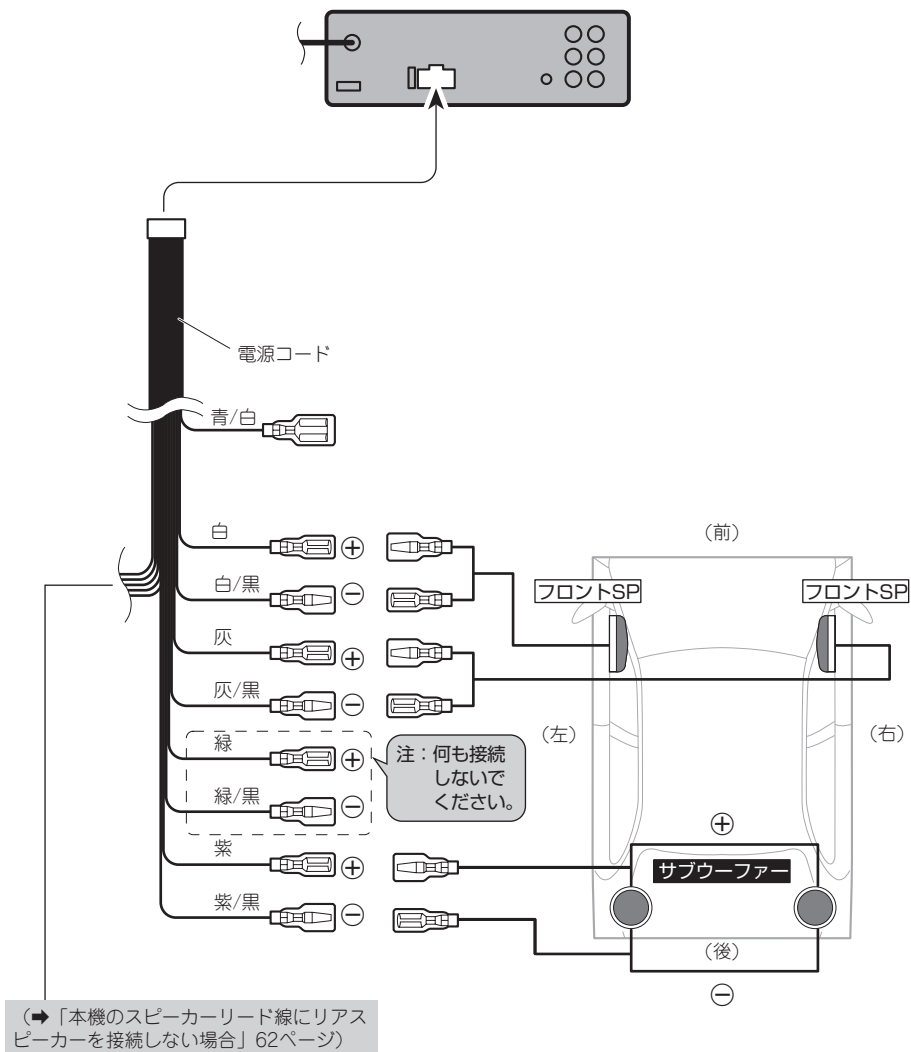 電源コード
青/白
白
⊕
白/黒
⊖
灰
⊕
灰/黒
⊖
緑
⊕
緑/黒
⊖
紫
⊕
紫/黒
⊖
注：何も接続
しないで
ください。
（前）
フロントSP
フロントSP
（左）
（右）
⊕
サブウーファー
（後）
⊖
（➡「本機のスピーカーリード線にリアス
ピーカーを接続しない場合」62ページ）